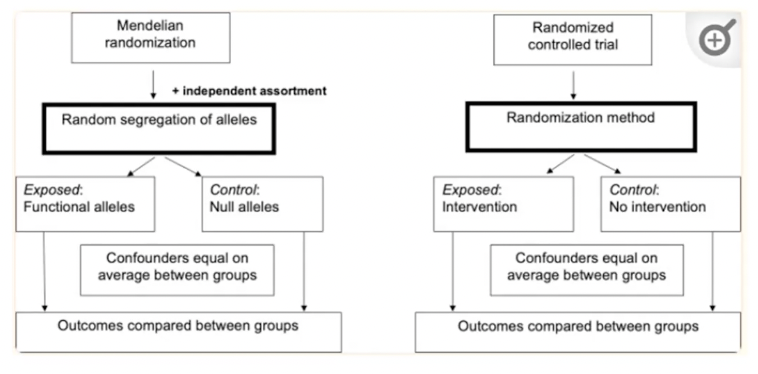 Mendelian
randomization
+ independent assortment
Random segregation of alleles
Exposed:
Functional alleles
Control:
Null alleles
Confounders equal on
average between groups
Outcomes compared between groups
Randomized
controlled trial
Randomization method
Exposed:
Intervention
Control:
No intervention
Confounders equal on
average between groups
Outcomes compared between groups